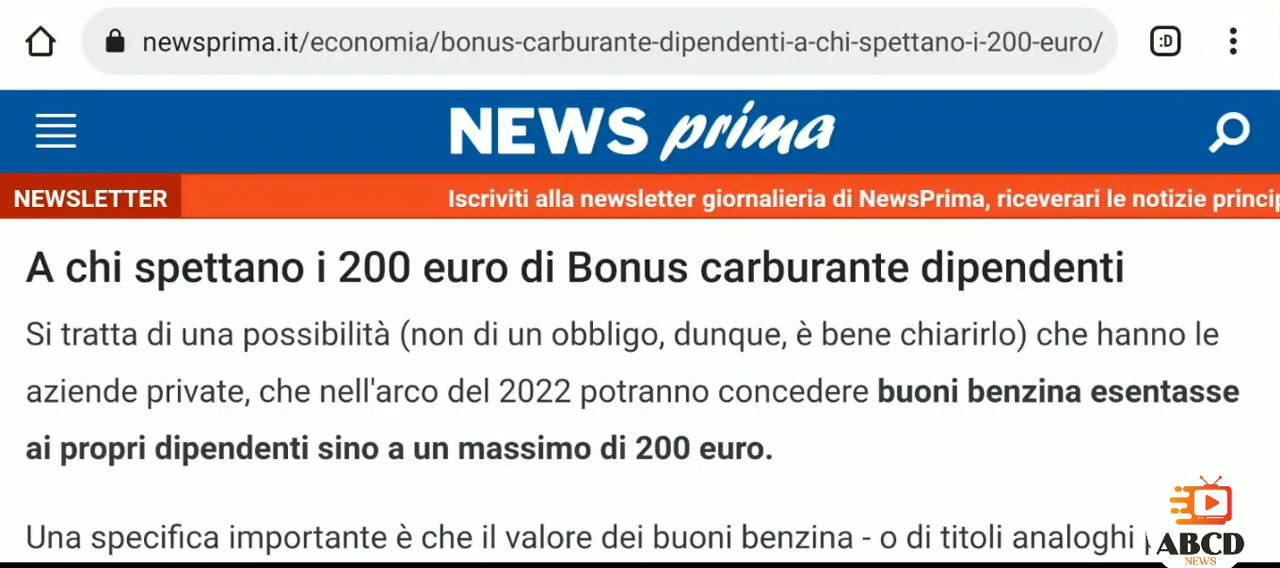 newsprima.it/economia/bonus-carburante-dipendenti-a-chi-spettano-i-200-euro/
:D
NEWS prima
NEWSLETTER
Iscriviti alla newsletter giornalieria di NewsPrima, riceverari le notizie princip
A chi spettano i 200 euro di Bonus carburante dipendenti
Si tratta di una possibilità (non di un obbligo, dunque, è bene chiarirlo) che hanno le
aziende private, che nell'arco del 2022 potranno concedere buoni benzina esentasse
ai propri dipendenti sino a un massimo di 200 euro.
Una specifica importante è che il valore dei buoni benzina - o di titoli analoghi
ABCD
NEWS